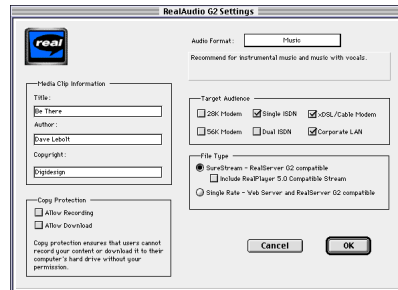 RealAudio G2 Settings
real
Audio Format: Music
Recommend for instrumental music and music with vocals.
Media Clip Information
Title:
Be There
Author:
Dave Lebolt
Copyright:
Digidesign
Target Audience
28K Modem Single ISDN xDSL/Cable Modem
56K Modem Dual ISDN Corporate LAN
File Type
SureStream - RealServer G2 compatible
Include RealPlayer 5.0 Compatible Stream
Single Rate - Web Server and RealServer G2 compatible
Copy Protection
Allow Recording
Allow Download
Copy protection ensures that users cannot
record your content or download it to their
computer's hard drive without your
permission.
Cancel OK